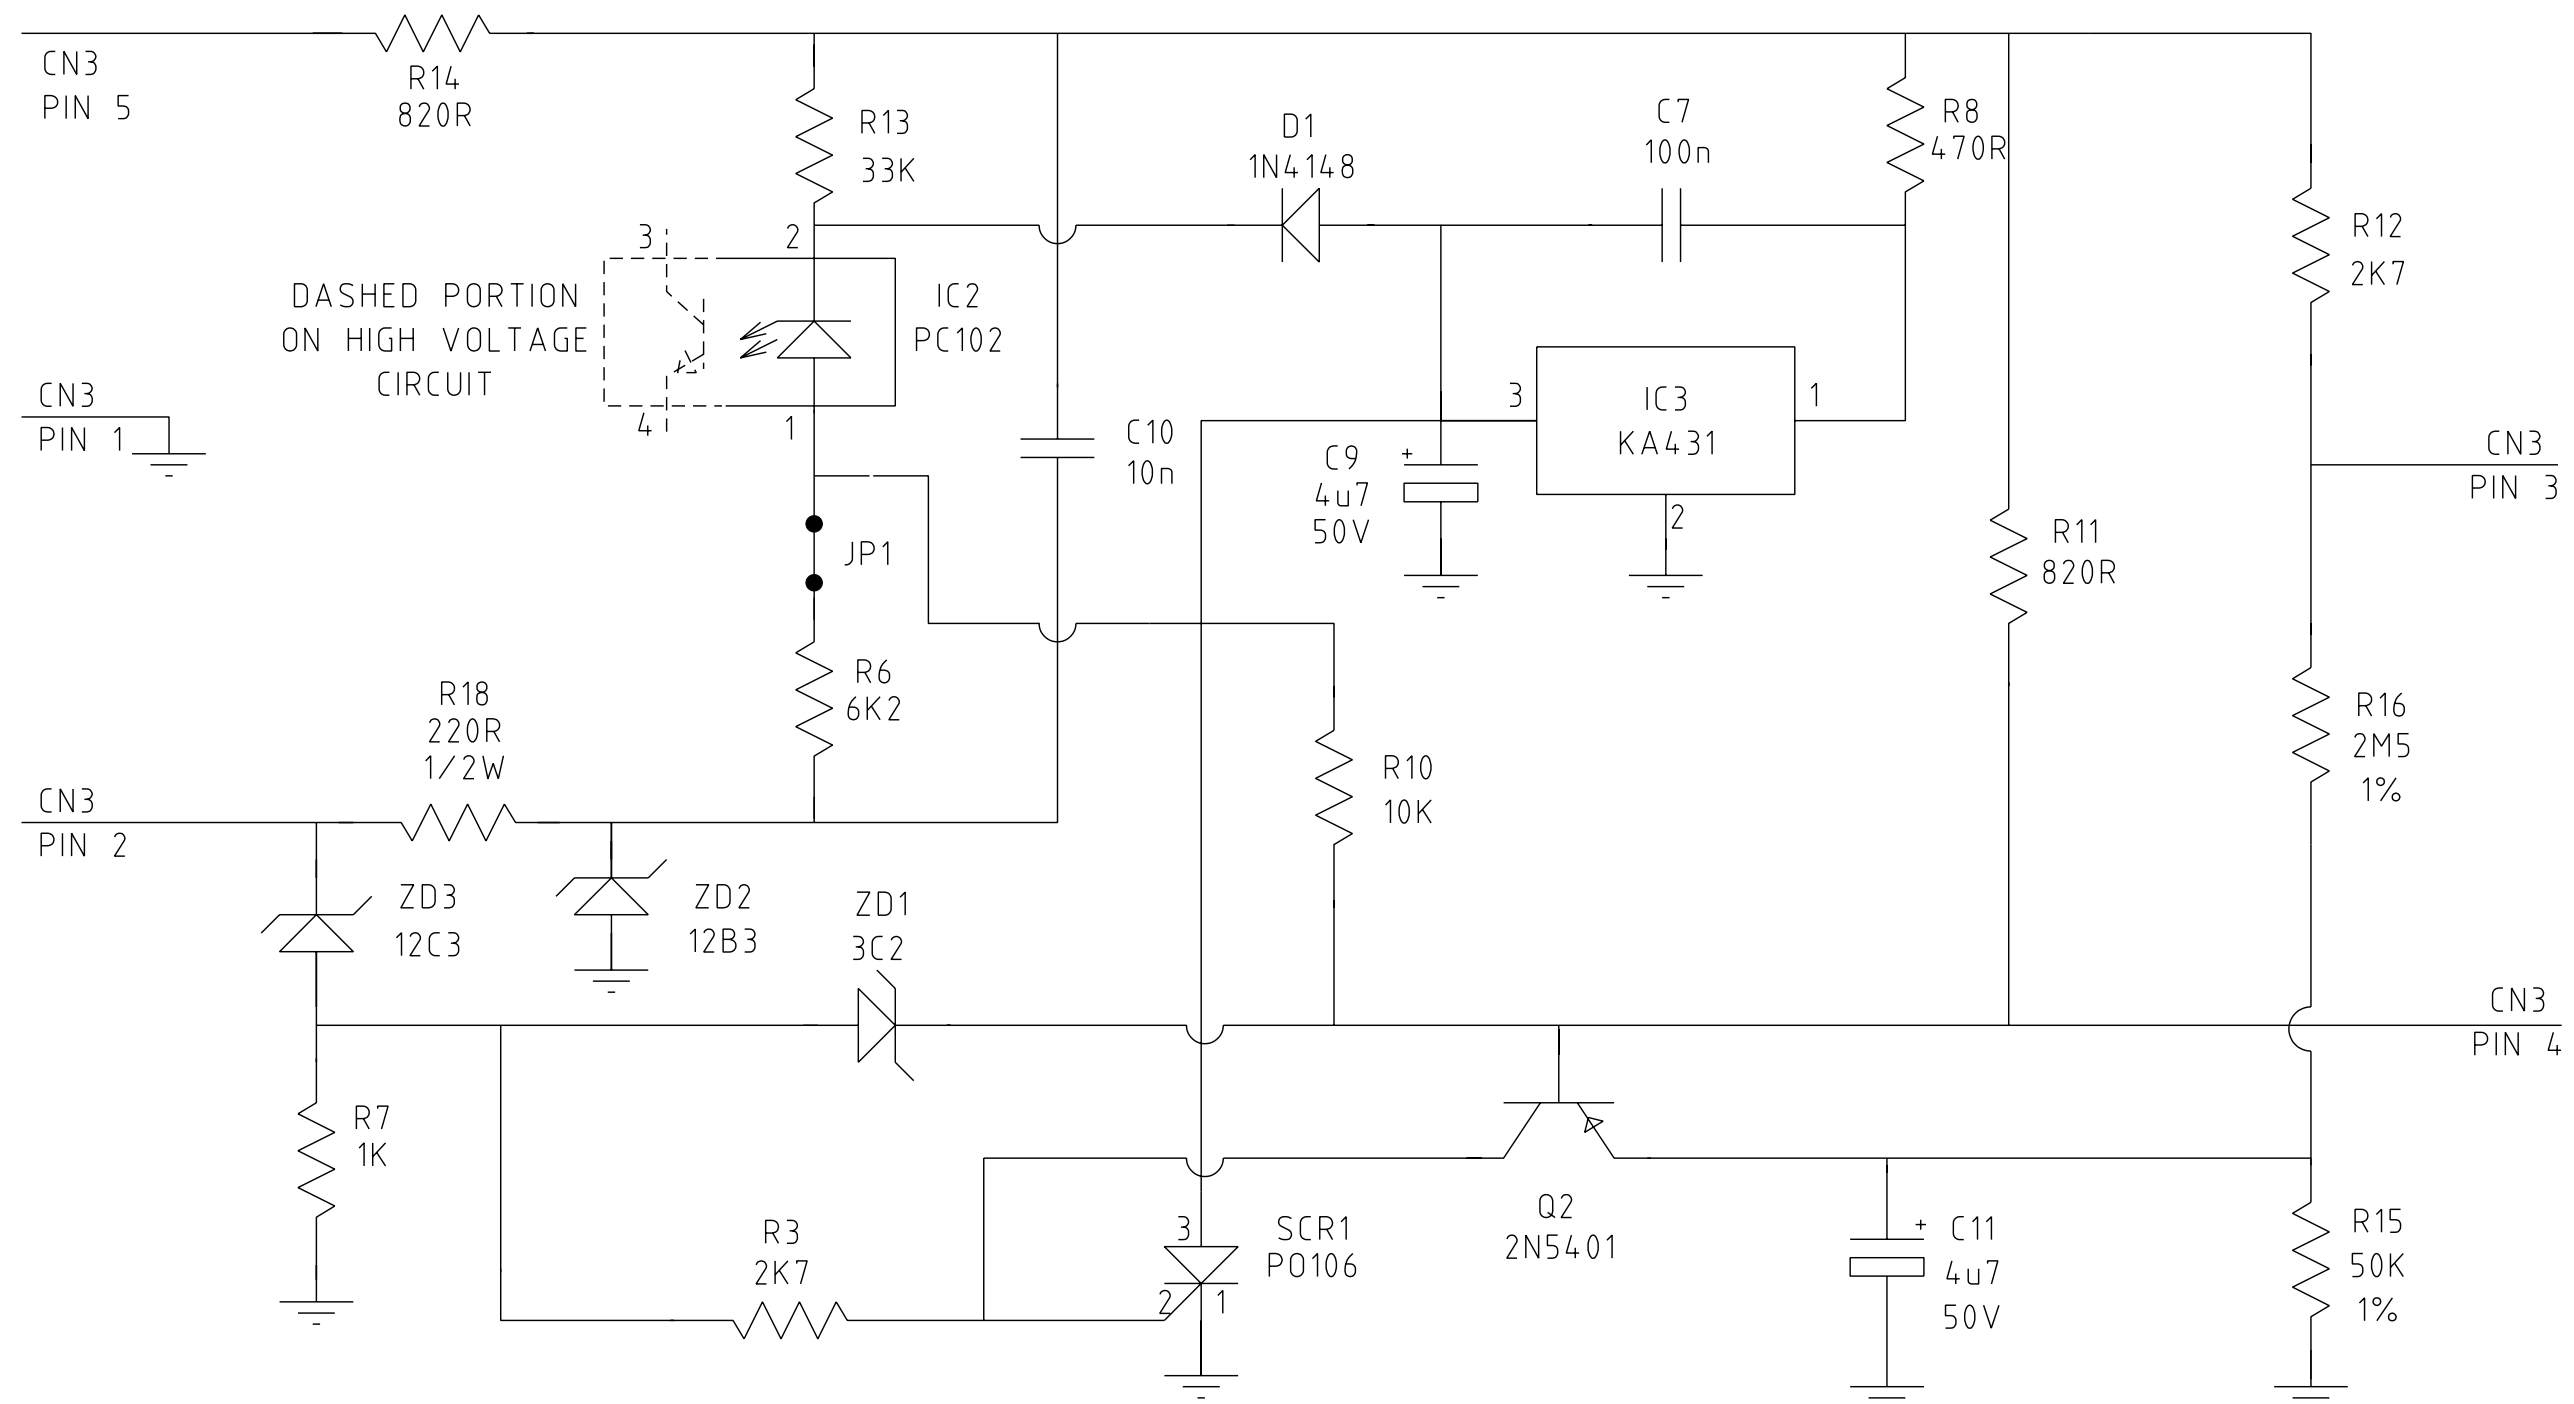 CN3
PIN 5
R14
820R
R13
33K
D1
1N4148
C7
100n
R8
470R
R12
2K7
3
2
DASHED PORTION
ON HIGH VOLTAGE
CIRCUIT
IC2
PC102
4
1
CN3
PIN 1
C10
10n
C9
+
4u7
50V
3
IC3
KA431
1
2
CN3
PIN 3
JP1
R11
820R
R18
220R
1/2W
R6
6K2
R10
10K
R16
2M5
1%
CN3
PIN 2
ZD3
12C3
ZD2
12B3
ZD1
3C2
CN3
PIN 4
R7
1K
R3
2K7
3
2
1
SCR1
PO106
Q2
2N5401
+
C11
4u7
50V
R15
50K
1%